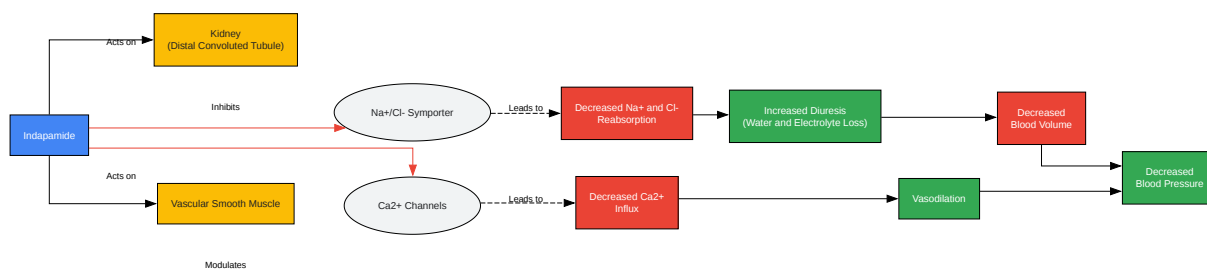 Kidney
(Distal Convoluted Tubule)
Acts on
Inhibits
Na+/Cl- Symporter
Leads to
Decreased Na+ and Cl-
Reabsorption
Increased Diuresis
(Water and Electrolyte Loss)
Decreased
Blood Volume
Indapamide
Decreased
Blood Pressure
Acts on
Vascular Smooth Muscle
Ca2+ Channels
Leads to
Decreased Ca2+
Influx
Vasodilation
Modulates